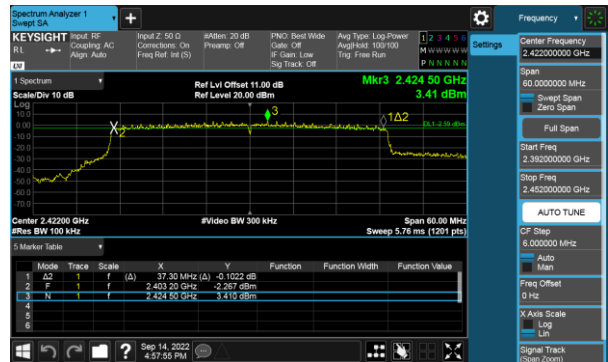 Spectrum Analyzer 1
Swept SA
+
Frequency
KEYSIGHT Input: RF
RL
Coupling: AC
Align: Auto
Input Z: 50 Ω
Corrections: On
Freq Ref: Int (S)
#Atten: 20 dB
Preamp: Off
PNO: Best Wide
Gate: Off
IF Gain: Low
Sig Track: Off
Avg Type: Log-Power
Avg|Hold: 100/100
Trig: Free Run
1 2 3 4 5 6
M W W W W W
P N N N N N
LXI
Settings
Center Frequency
2.422000000 GHz
Span
60.0000000 MHz
Swept Span
Zero Span
Full Span
Start Freq
2.392000000 GHz
Stop Freq
2.452000000 GHz
AUTO TUNE
CF Step
6.000000 MHz
Auto
Man
Freq Offset
0 Hz
X Axis Scale
Log
Lin
Signal Track
(Span Zoom)
1 Spectrum
Scale/Div 10 dB
Ref Lvl Offset 11.00 dB
Ref Level 20.00 dBm
Mkr3 2.424 50 GHz
3.41 dBm
Log
10.0
0.00
-10.0
-20.0
-30.0
-40.0
-50.0
-60.0
-70.0
2
3
1Δ2
DL1 -2.59 dBm
Center 2.42200 GHz
#Res BW 100 kHz
#Video BW 300 kHz
Span 60.00 MHz
Sweep 5.76 ms (1201 pts)
5 Marker Table
Mode Trace Scale X Y Function Function Width Function Value
1 Δ2 1 f (Δ) 37.30 MHz (Δ) -0.1022 dB
2 F 1 f 2.403 20 GHz -2.267 dBm
3 N 1 f 2.424 50 GHz 3.410 dBm
4
5
6
?
Sep 14, 2022
4:57:55 PM